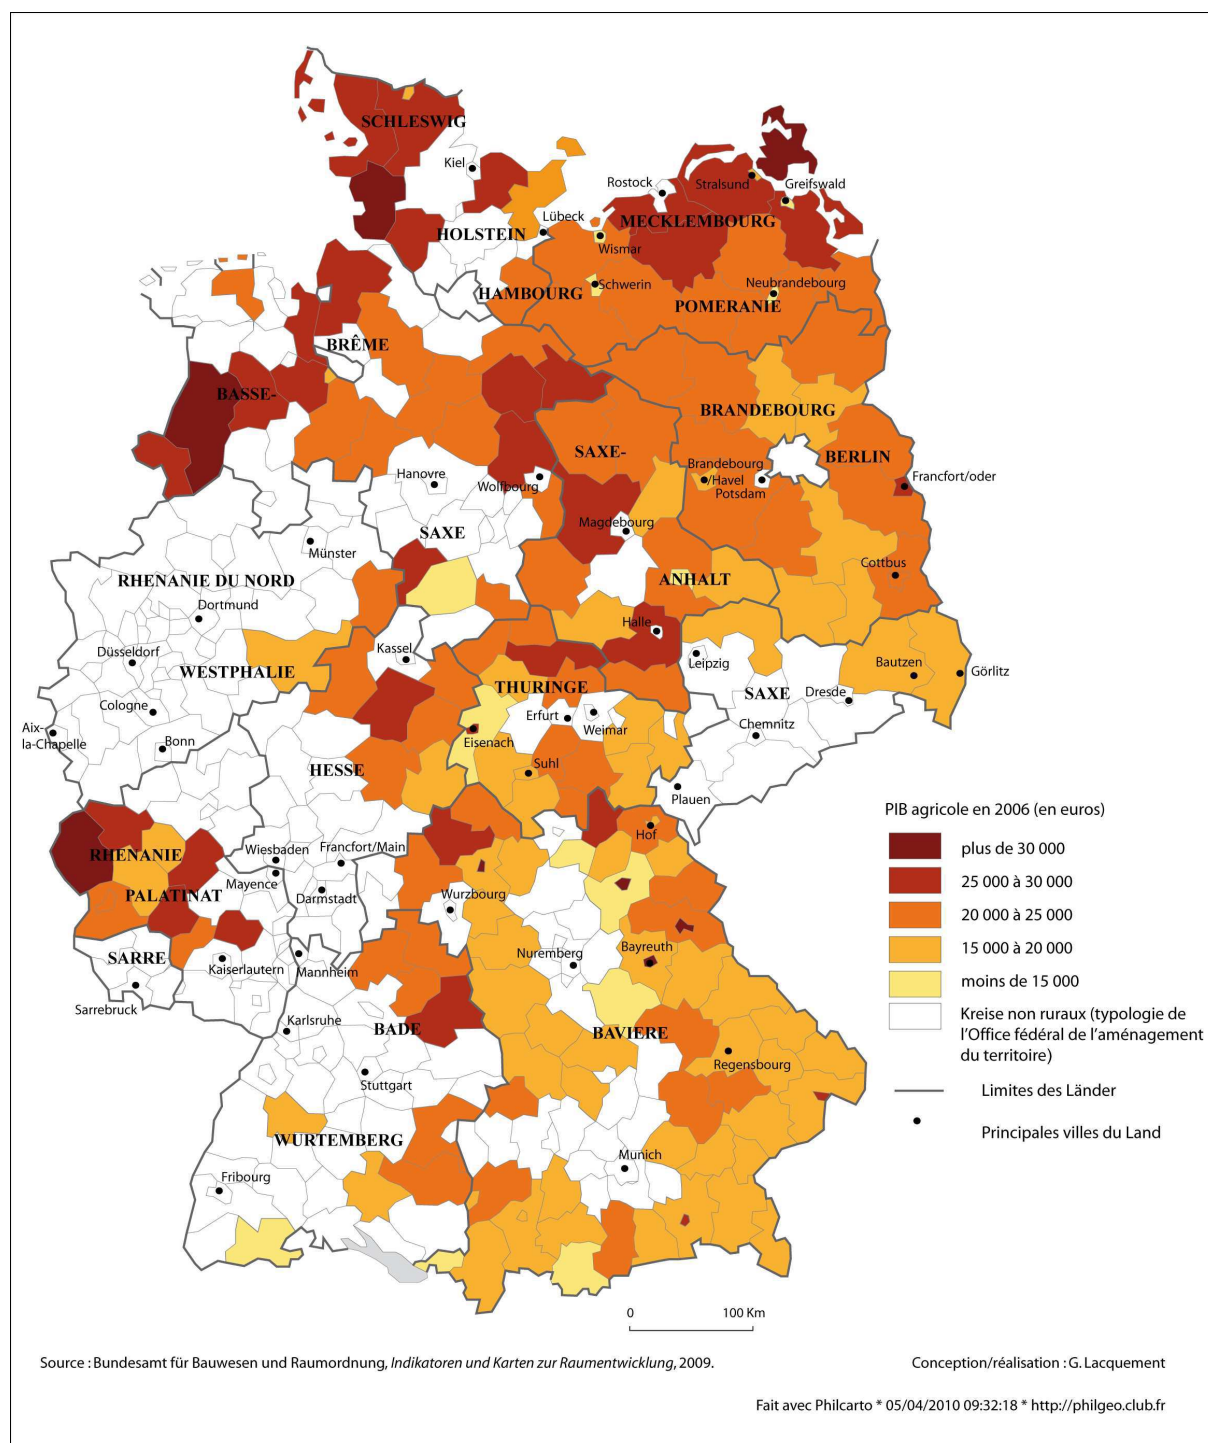 SCHLESWIG
Kiel
Rostock
Stralsund
Greifswald
MECKLEMBOURG
Lübeck
HOLSTEIN
Wismar
HAMBOURG
Schwerin
Neubrandebourg
POMERANIE
BRÊME
BASSE-
BRANDEBOURG
SAXE-
BERLIN
Hanovre
Wolfbourg
Brandebourg
/Havel
Potsdam
Francfort/oder
SAXE
Magdebourg
Münster
RHENANIE DU NORD
ANHALT
Cottbus
Dortmund
Halle
Düsseldorf
WESTPHALIE
Kassel
Leipzig
Bautzen
Görlitz
THURINGE
SAXE
Dresde
Cologne
Erfurt
Weimar
Chemnitz
Aix-
la-Chapelle
Bonn
Eisenach
HESSE
Suhl
Plauen
PIB agricole en 2006 (en euros)
plus de 30 000
25 000 à 30 000
20 000 à 25 000
15 000 à 20 000
moins de 15 000
Kreise non ruraux (typologie de
l’Office fédéral de l’aménagement
du territoire)
Limites des Länder
Principales villes du Land
Hof
RHENANIE
Wiesbaden
Francfort/Main
Mayence
PALATINAT
Darmstadt
Wurzbourg
SARRE
Kaiserlautern
Mannheim
Nuremberg
Bayreuth
Sarrebruck
Karlsruhe
BADE
BAVIERE
Regensbourg
Stuttgart
WURTEMBERG
Munich
Fribourg
0
100 Km
Source : Bundesamt für Bauwesen und Raumordnung, Indikatoren und Karten zur Raumentwicklung, 2009.
Conception/réalisation : G. Lacquement
Fait avec Philcarto * 05/04/2010 09:32:18 * http://philgeo.club.fr